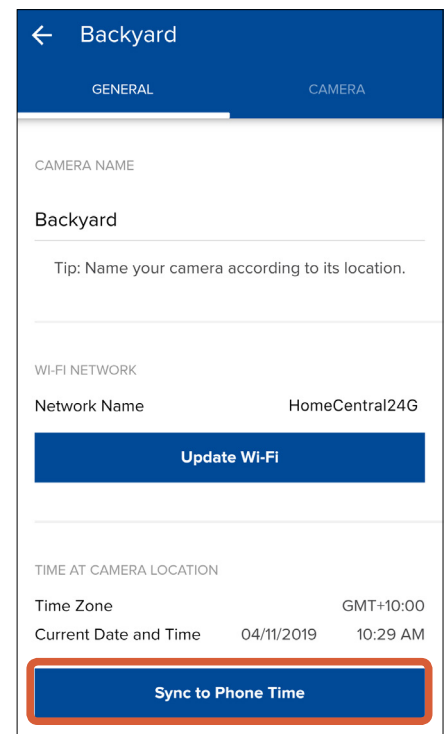 Backyard
GENERAL CAMERA
CAMERA NAME
Backyard
Tip: Name your camera according to its location.
WI-FI NETWORK
Network Name HomeCentral24G
Update Wi-Fi
TIME AT CAMERA LOCATION
Time Zone GMT+10:00
Current Date and Time 04/11/2019 10:29 AM
Sync to Phone Time